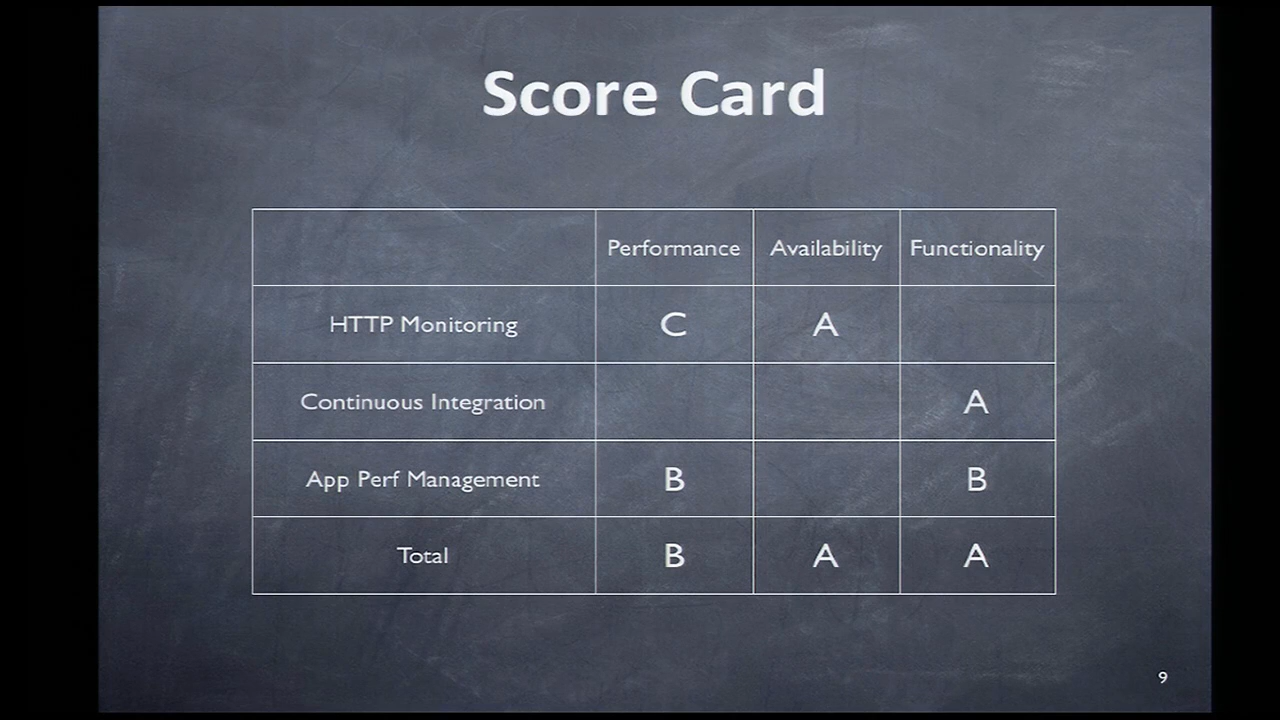 Score Card
Performance Availability Functionality
HTTP Monitoring C A
Continuous Integration A
App Perf Management B B
Total B A A
9